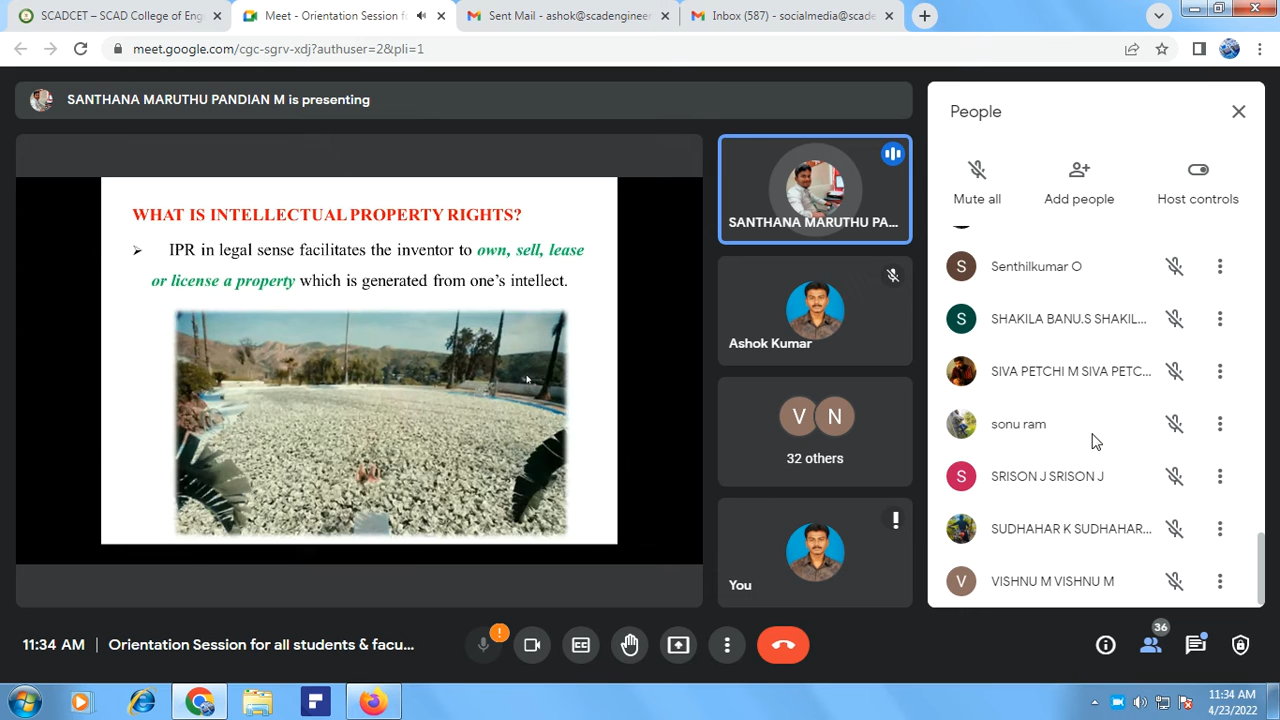 SCADCET – SCAD College of Eng
Meet - Orientation Session fo
Sent Mail - ashok@scadengineer
Inbox (587) - socialmedia@scade
meet.google.com/cgc-sgrv-xdj?authuser=2&pli=1
SANTHANA MARUTHU PANDIAN M is presenting
WHAT IS INTELLECTUAL PROPERTY RIGHTS?
➢ IPR in legal sense facilitates the inventor to own, sell, lease
or license a property which is generated from one's intellect.
SANTHANA MARUTHU PA...
Ashok Kumar
V N
32 others
You
People
Mute all
Add people
Host controls
S Senthilkumar O
S SHAKILA BANU.S SHAKIL...
SIVA PETCHI M SIVA PETC...
sonu ram
S SRISON J SRISON J
SUDHAHAR K SUDHAHAR...
V VISHNU M VISHNU M
11:34 AM | Orientation Session for all students & facu...
CC
36
11:34 AM
4/23/2022